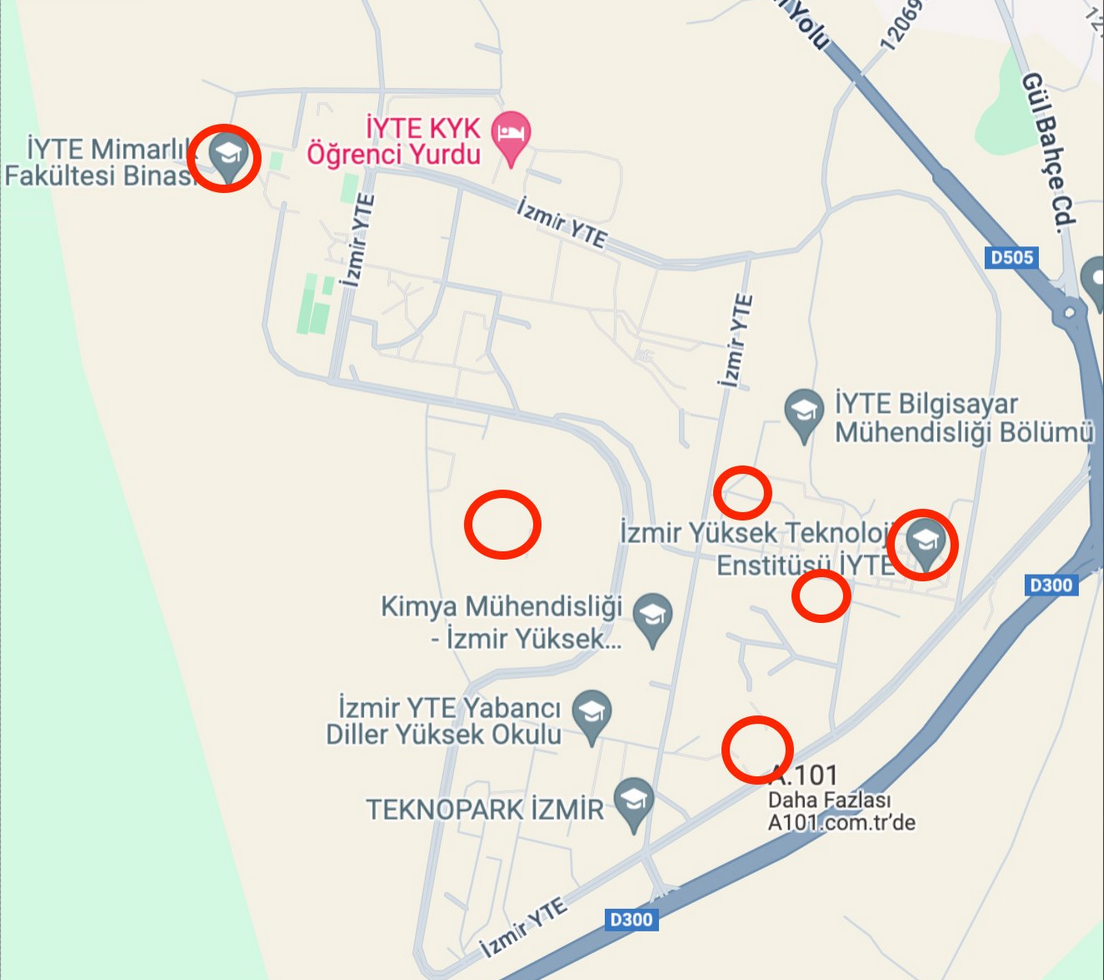 n Yolu
12069
12
Gül Bahçe Cd.
İYTE Mimarlık
Fakültesi Binası
İYTE KYK
Öğrenci Yurdu
İzmir YTE
İzmir YTE
D505
İzmir YTE
İYTE Bilgisayar
Mühendisliği Bölümü
İzmir Yüksek Teknoloji
Enstitüsü İYTE
D300
Kimya Mühendisliği
- İzmir Yüksek...
İzmir YTE Yabancı
Diller Yüksek Okulu
A.101
Daha Fazlası
A101.com.tr'de
TEKNOPARK İZMİR
İzmir YTE
D300